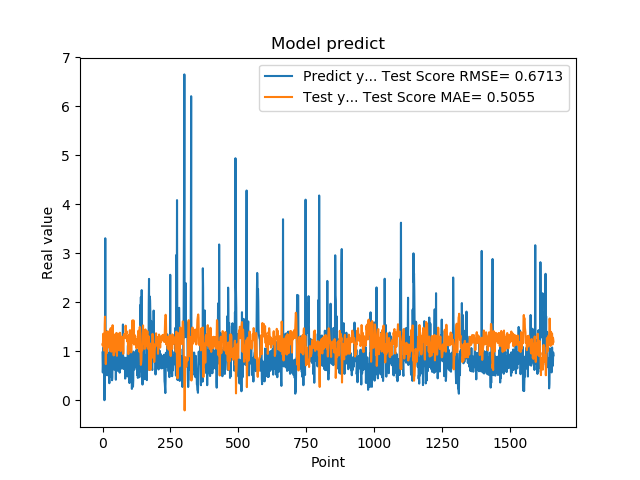 Model predict
Predict y... Test Score RMSE= 0.6713
Test y... Test Score MAE= 0.5055
Real value
7
6
5
4
3
2
1
0
0 250 500 750 1000 1250 1500
Point